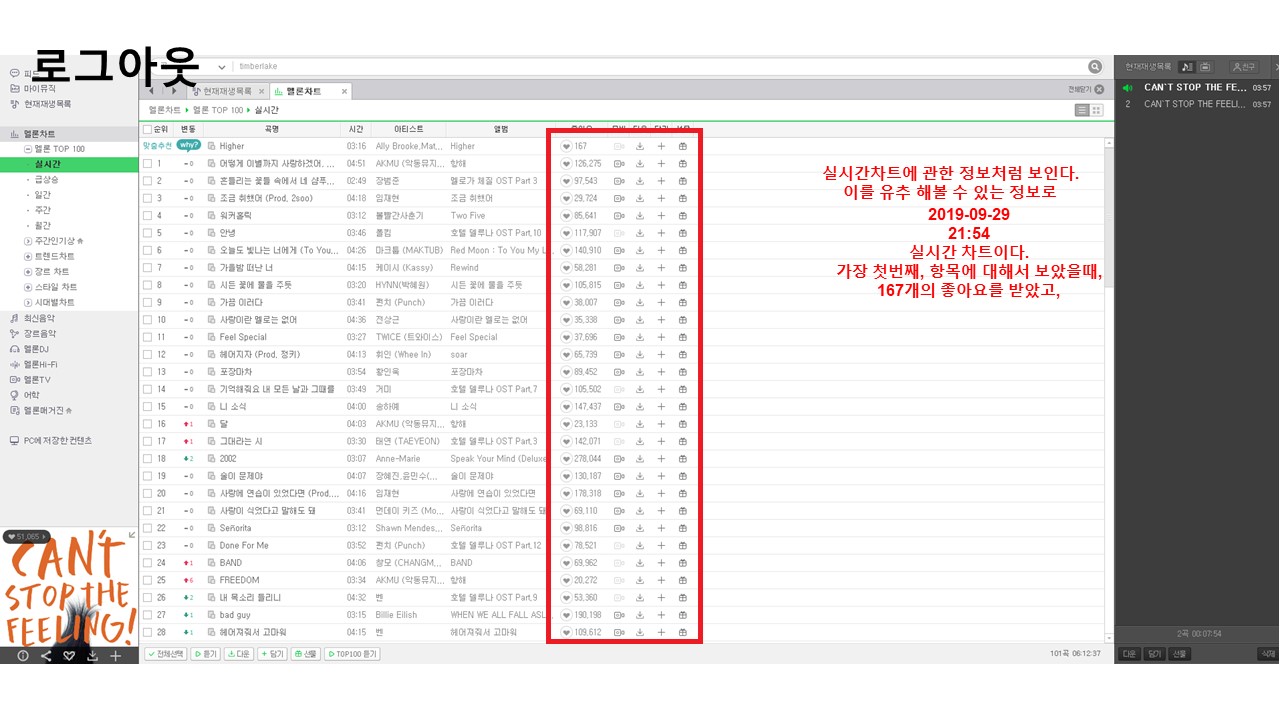 로그아웃
timberlake
피드
마이뮤직
현재재생목록
멜론차트
멜론 TOP 100
실시간
급상승
일간
주간
월간
주간인기상
트렌드차트
장르 차트
스타일 차트
시대별차트
최신음악
장르음악
멜론DJ
멜론Hi-Fi
멜론TV
어학
멜론매거진
PC에 저장한 컨텐츠
51,065
CAN'T STOP THE FEELING!
현재재생목록 멜론차트 전체닫기
멜론차트 멜론 TOP 100 실시간
순위 변동 곡명 시간 아티스트 앨범
맞춤추천 why? Higher 03:16 Ally Brooke,Mat,.. Higher 167
1 0 어떻게 이별까지 사랑하겠어, ... 04:51 AKMU (악동뮤지... 항해 126,275
2 0 흔들리는 꽃들 속에서 네 샴푸... 02:49 장범준 멜로가 체질 OST Part 3 97,543
3 0 조금 취했어 (Prod. 2soo) 04:18 임재현 조금 취했어 29,724
4 0 워커홀릭 03:12 볼빨간사춘기 Two Five 85,641
5 0 안녕 03:46 폴킴 호텔 델루나 OST Part.10 117,907
6 0 오늘도 빛나는 너에게 (To You... 04:26 마크툽 (MAKTUB) Red Moon : To You My L... 140,910
7 0 가을밤 떠난 너 04:15 케이시 (Kassy) Rewind 58,281
8 0 시든 꽃에 물을 주듯 03:20 HYNN(박혜원) 시든 꽃에 물을 주듯 105,815
9 0 가끔 이러다 03:41 펀치 (Punch) 가끔 이러다 38,007
10 0 사랑이란 멜로는 없어 04:36 전상근 사랑이란 멜로는 없어 35,338
11 0 Feel Special 03:27 TWICE (트와이스) Feel Special 37,696
12 0 헤어지자 (Prod. 정키) 04:13 휘인 (Whee In) soar 65,739
13 0 포장마차 03:54 황인욱 포장마차 89,452
14 0 기억해줘요 내 모든 날과 그때를 03:49 거미 호텔 델루나 OST Part.7 105,502
15 0 니 소식 04:00 송하예 니 소식 147,437
16 1 달 04:03 AKMU (악동뮤지... 항해 23,133
17 1 그대라는 시 03:30 태연 (TAEYEON) 호텔 델루나 OST Part.3 142,071
18 2 2002 03:07 Anne-Marie Speak Your Mind (Deluxe 278,044
19 0 술이 문제야 04:07 장혜진,윤민수(... 술이 문제야 130,187
20 0 사랑에 연습이 있었다면 (Prod.... 04:16 임재현 사랑에 연습이 있었다면 178,318
21 0 사랑이 식었다고 말해도 돼 03:41 먼데이 키즈 (Mo... 사랑이 식었다고 말해도 돼 69,110
22 0 Señorita 03:12 Shawn Mendes,... Señorita 98,816
23 0 Done For Me 03:52 펀치 (Punch) 호텔 델루나 OST Part.12 78,521
24 1 BAND 04:06 창모 (CHANGM... BAND 69,962
25 6 FREEDOM 03:34 AKMU (악동뮤지... 항해 20,272
26 2 내 목소리 들리니 04:32 벤 호텔 델루나 OST Part.9 53,360
27 1 bad guy 03:15 Billie Eilish WHEN WE ALL FALL ASL... 190,198
28 1 헤어져줘서 고마워 04:15 벤 헤어져줘서 고마워 109,612
전체선택 듣기 다운 담기 선물 TOP100 듣기 101곡 06:12:37
실시간차트에 관한 정보처럼 보인다.
이를 유추 해볼 수 있는 정보로
2019-09-29
21:54
실시간 차트이다.
가장 첫번째, 항목에 대해서 보았을때,
167개의 좋아요를 받았고,
현재재생목록 친구
CAN`T STOP THE FE... 03:57
2 CAN`T STOP THE FEELI... 03:57
2곡 00:07:54
다운 담기 선물 삭제